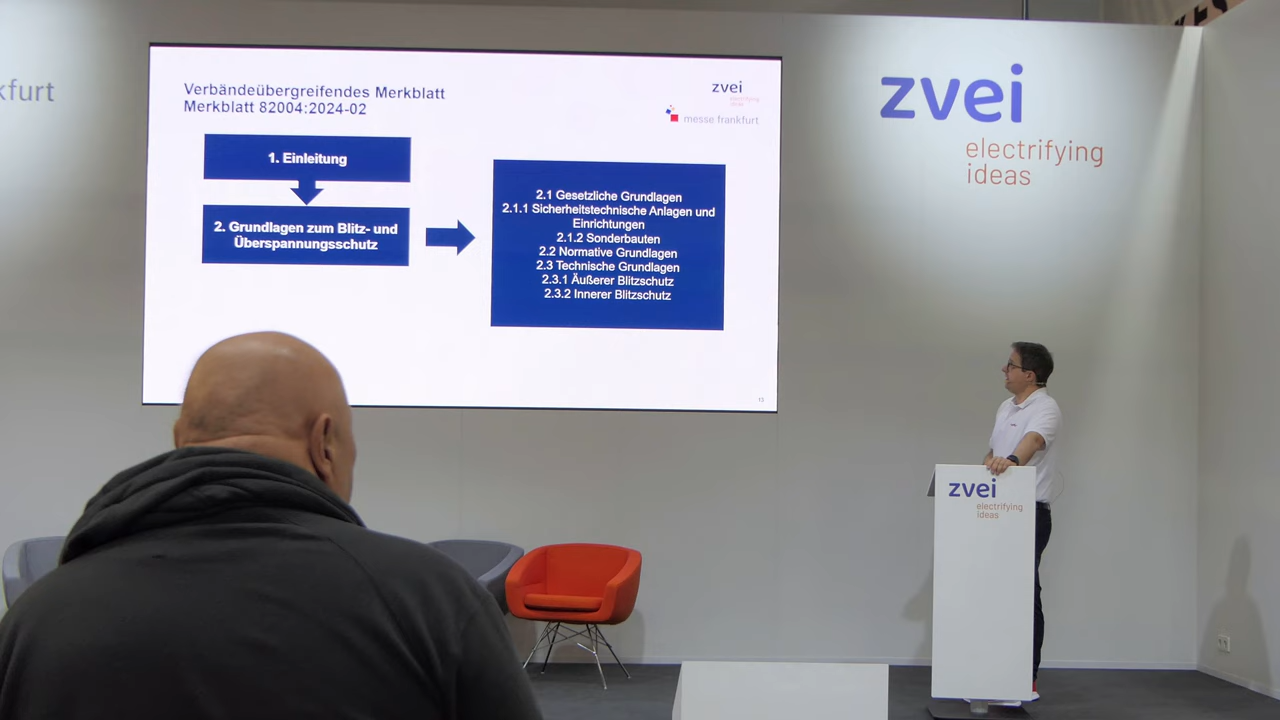 kfurt
Verbändeübergreifendes Merkblatt
Merkblatt 82004:2024-02
zvei
electrifying
ideas
messe frankfurt
1. Einleitung
2. Grundlagen zum Blitz- und
Überspannungsschutz
2.1 Gesetzliche Grundlagen
2.1.1 Sicherheitstechnische Anlagen und
Einrichtungen
2.1.2 Sonderbauten
2.2 Normative Grundlagen
2.3 Technische Grundlagen
2.3.1 Äußerer Blitzschutz
2.3.2 Innerer Blitzschutz
zvei
electrifying
ideas
zvei
electrifying
ideas